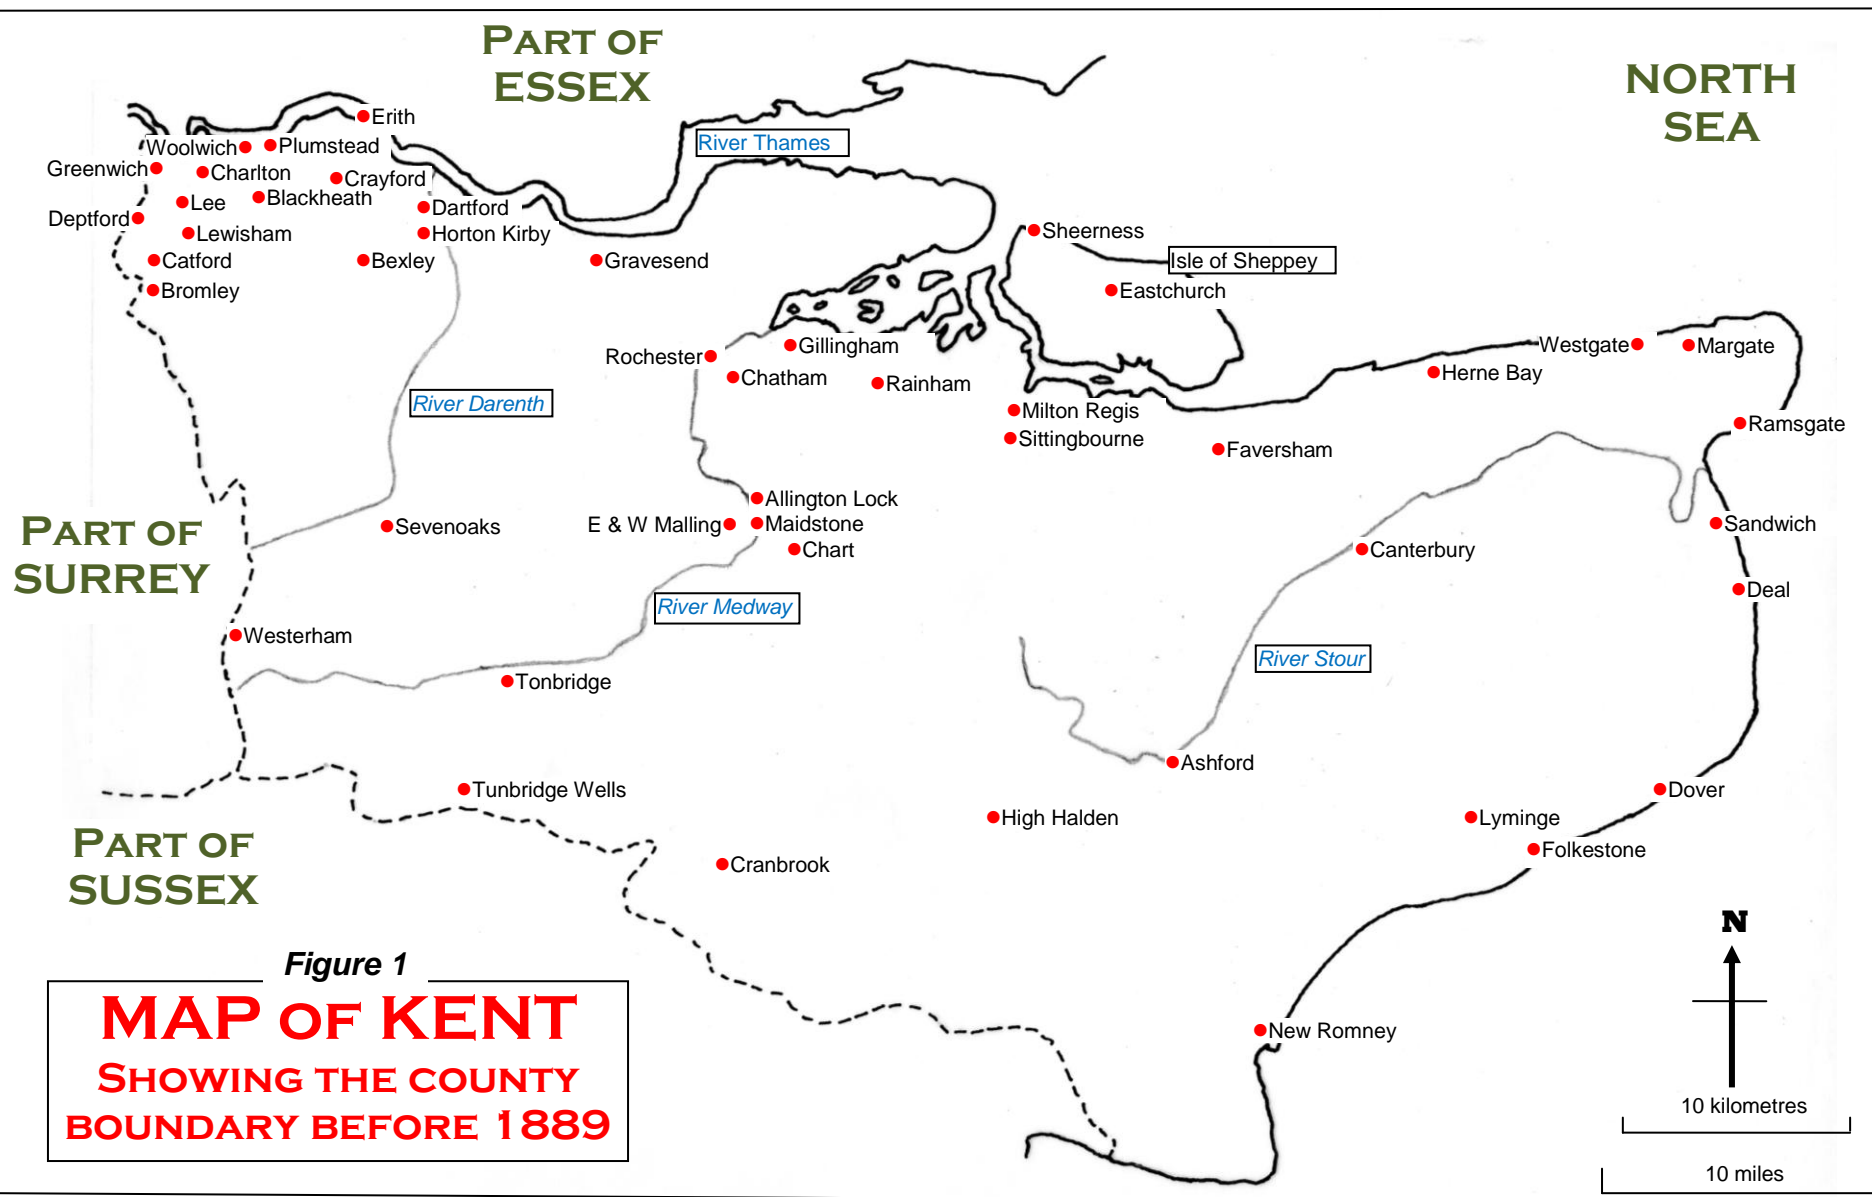 PART OF
ESSEX
NORTH
SEA
Erith
River Thames
Woolwich
Plumstead
Greenwich
Charlton
Crayford
Lee
Blackheath
Dartford
Deptford
Lewisham
Horton Kirby
Sheerness
Catford
Bexley
Gravesend
Isle of Sheppey
Bromley
Eastchurch
Rochester
Gillingham
Westgate
Margate
Chatham
Rainham
Herne Bay
River Darenth
Milton Regis
Ramsgate
Sittingbourne
Faversham
Allington Lock
PART OF
SURREY
Sevenoaks
E & W Malling
Maidstone
Sandwich
Chart
Canterbury
Deal
River Medway
Westerham
River Stour
Tonbridge
Ashford
Tunbridge Wells
Dover
High Halden
Lyminge
PART OF
SUSSEX
Cranbrook
Folkestone
N
Figure 1
MAP OF KENT
SHOWING THE COUNTY
BOUNDARY BEFORE 1889
New Romney
10 kilometres
10 miles